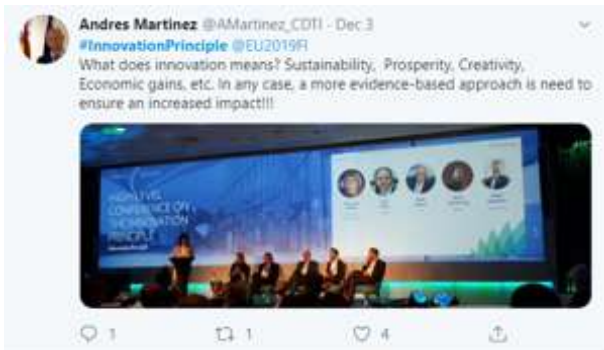 Andres Martinez @AMartinez_CDTI · Dec 3
#InnovationPrinciple @EU2019FI
What does innovation means? Sustainability, Prosperity, Creativity,
Economic gains, etc. In any case, a more evidence-based approach is need to
ensure an increased impact!!!
HIGH LEVEL
CONFERENCE ON
THE INNOVATION
PRINCIPLE
1 1 4